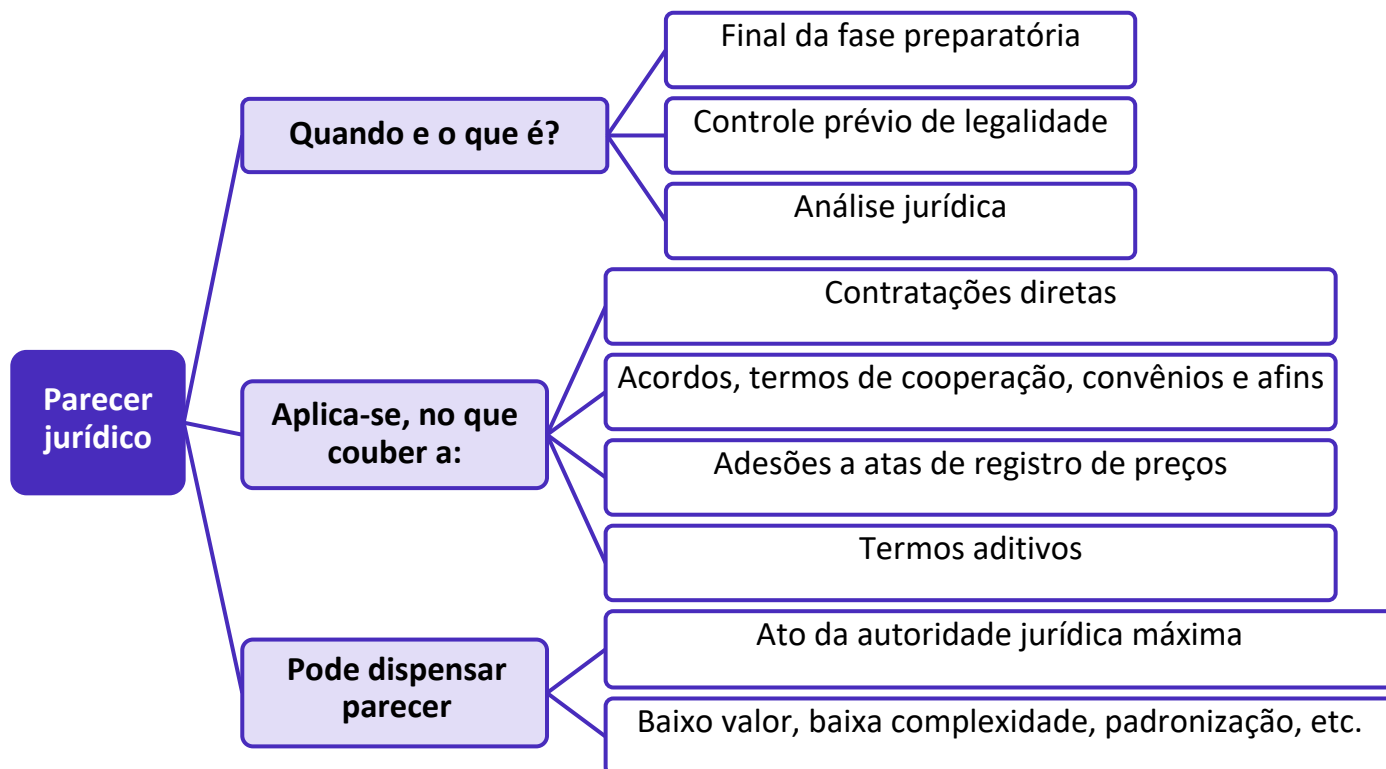 Parecer
jurídico
Quando e o que é?
Final da fase preparatória
Controle prévio de legalidade
Análise jurídica
Aplica-se, no que
couber a:
Contratações diretas
Acordos, termos de cooperação, convênios e afins
Adesões a atas de registro de preços
Termos aditivos
Pode dispensar
parecer
Ato da autoridade jurídica máxima
Baixo valor, baixa complexidade, padronização, etc.